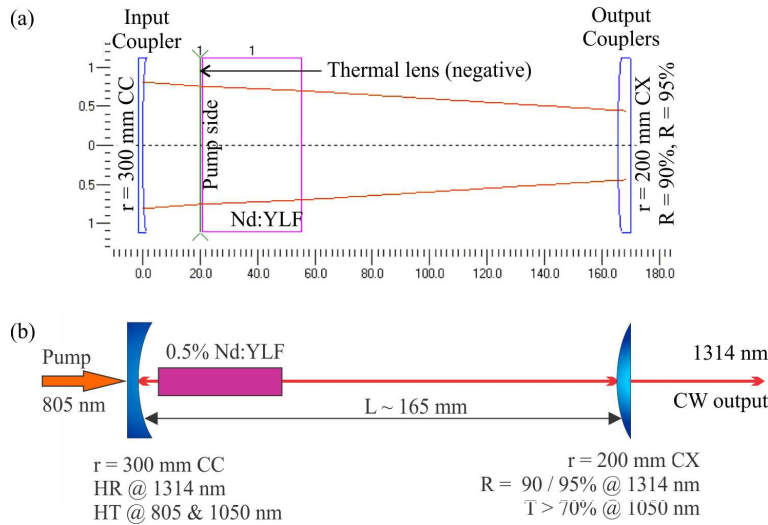 (a)
Input
Coupler
Output
Couplers
1 1
Thermal lens (negative)
1
0.5
0
0.5
1
r = 300 mm CC
Pump side
Nd:YLF
r = 200 mm CX
R = 90%, R = 95%
0.0 20.0 40.0 60.0 80.0 100.0 120.0 140.0 160.0 180.0
(b)
Pump
805 nm
0.5% Nd:YLF
L ~ 165 mm
1314 nm
CW output
r = 300 mm CC
HR @ 1314 nm
HT @ 805 & 1050 nm
r = 200 mm CX
R = 90 / 95% @ 1314 nm
T > 70% @ 1050 nm